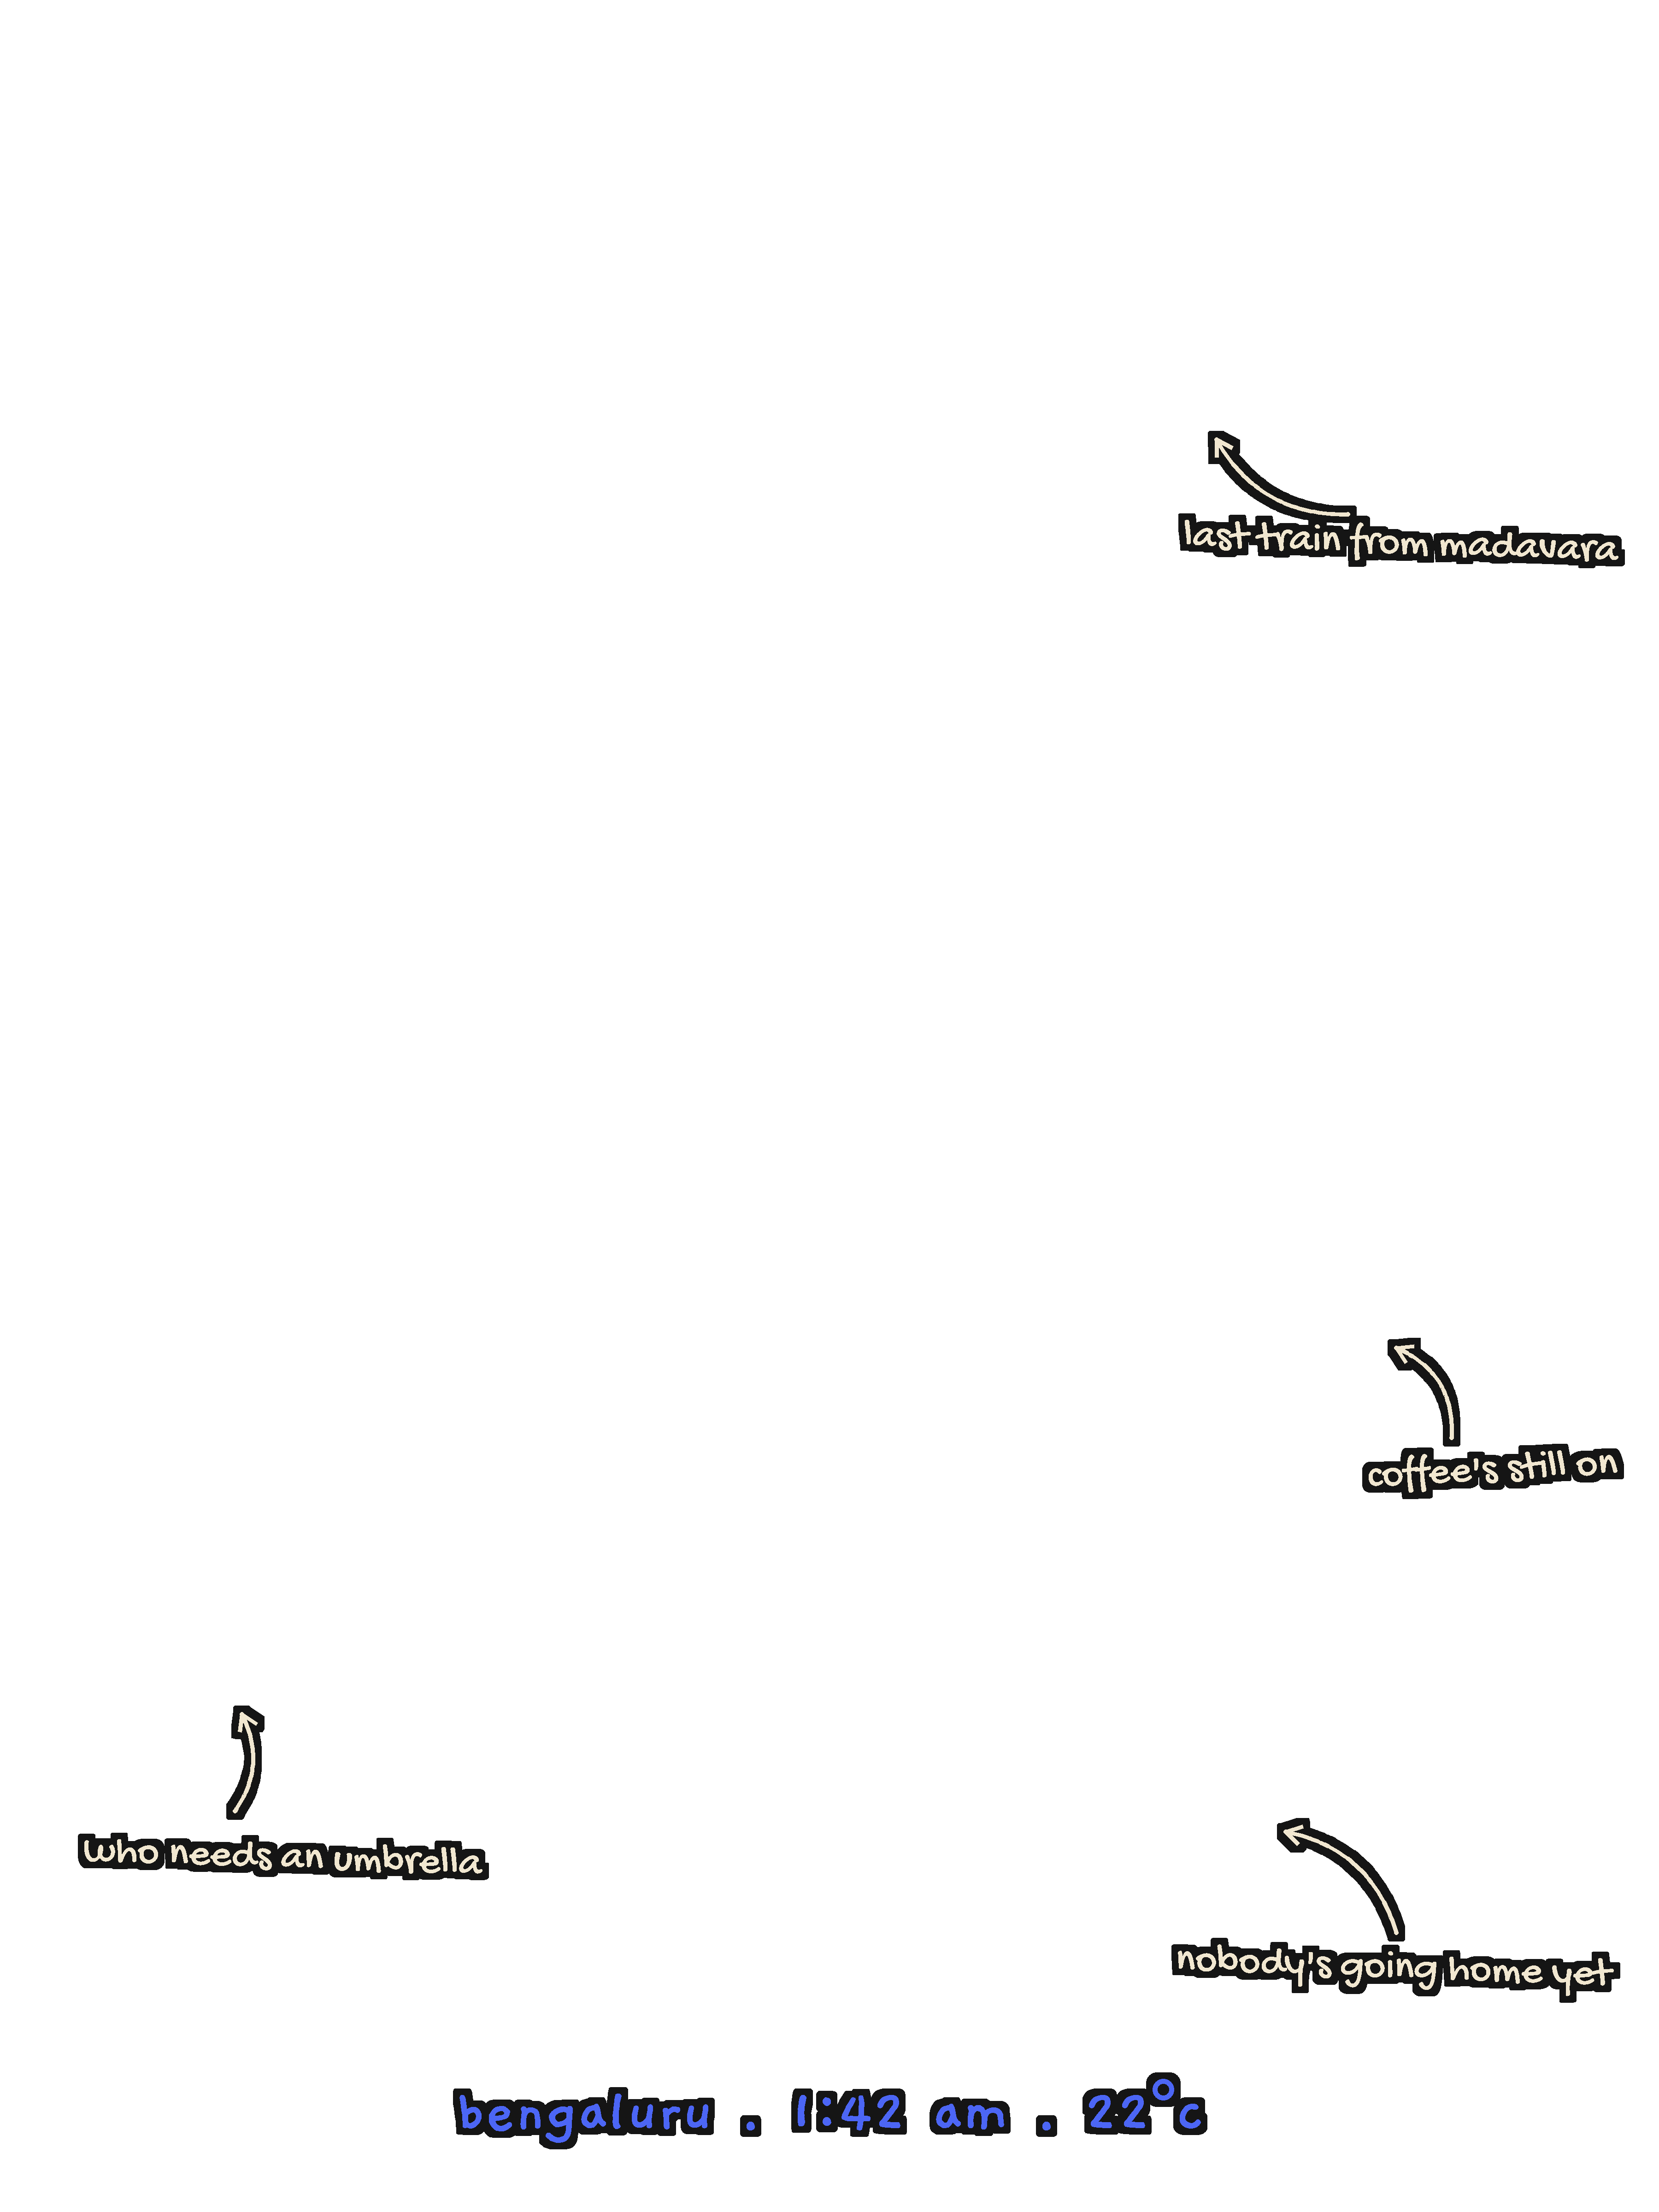 last train from madavara
coffee's still on
who needs an umbrella
nobody's going home yet
bengaluru . 1:42 am . 22°c